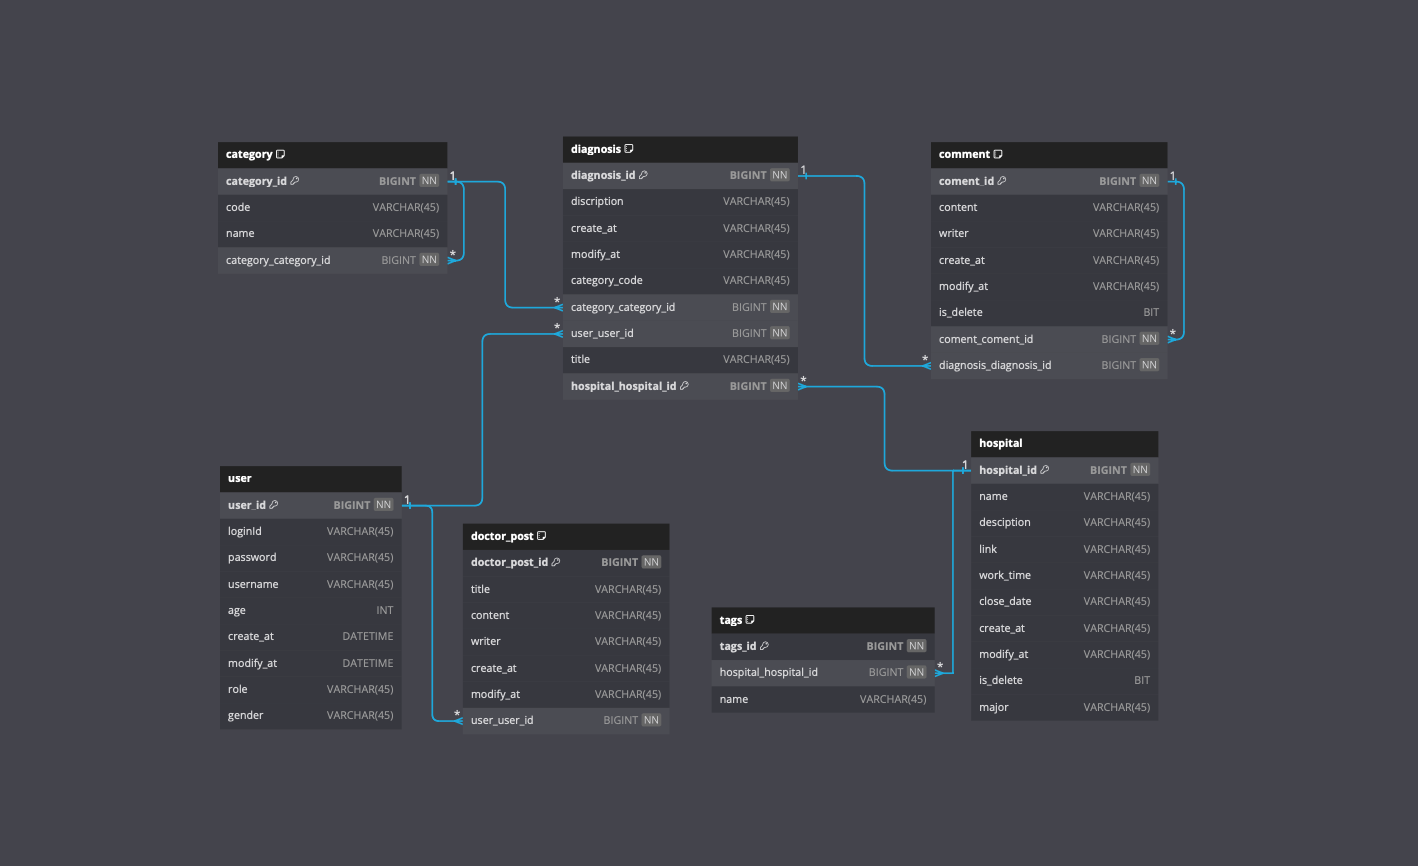 category
category_id BIGINT NN
code VARCHAR(45)
name VARCHAR(45)
category_category_id BIGINT NN
1
*
diagnosis
diagnosis_id BIGINT NN
discription VARCHAR(45)
create_at VARCHAR(45)
modify_at VARCHAR(45)
category_code VARCHAR(45)
category_category_id BIGINT NN
user_user_id BIGINT NN
title VARCHAR(45)
hospital_hospital_id BIGINT NN
1
*
*
*
comment
coment_id BIGINT NN
content VARCHAR(45)
writer VARCHAR(45)
create_at VARCHAR(45)
modify_at VARCHAR(45)
is_delete BIT
coment_coment_id BIGINT NN
diagnosis_diagnosis_id BIGINT NN
1
*
*
user
user_id BIGINT NN
loginId VARCHAR(45)
password VARCHAR(45)
username VARCHAR(45)
age INT
create_at DATETIME
modify_at DATETIME
role VARCHAR(45)
gender VARCHAR(45)
1
doctor_post
doctor_post_id BIGINT NN
title VARCHAR(45)
content VARCHAR(45)
writer VARCHAR(45)
create_at VARCHAR(45)
modify_at VARCHAR(45)
user_user_id BIGINT NN
*
tags
tags_id BIGINT NN
hospital_hospital_id BIGINT NN
name VARCHAR(45)
*
hospital
hospital_id BIGINT NN
name VARCHAR(45)
desciption VARCHAR(45)
link VARCHAR(45)
work_time VARCHAR(45)
close_date VARCHAR(45)
create_at VARCHAR(45)
modify_at VARCHAR(45)
is_delete BIT
major VARCHAR(45)
1